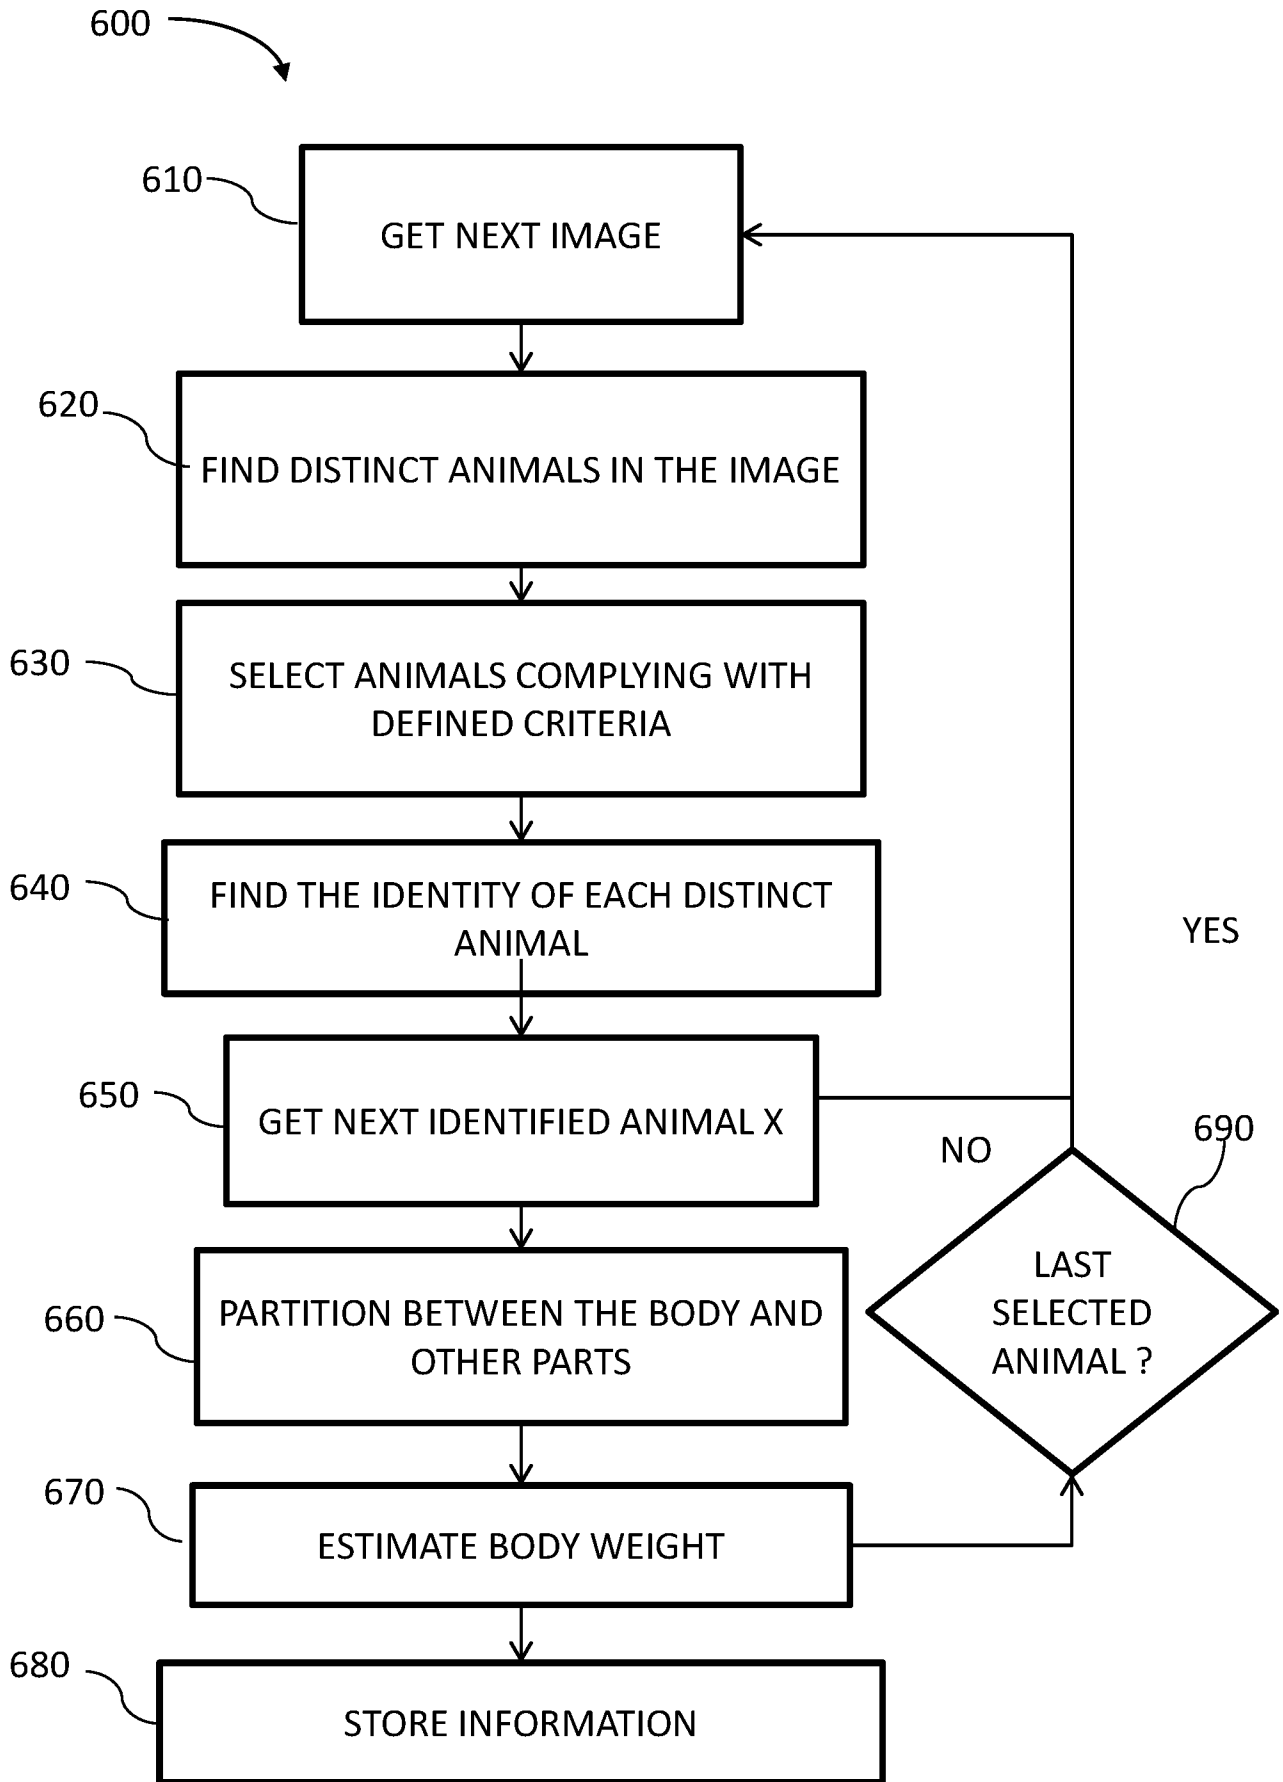 600
610
GET NEXT IMAGE
620
FIND DISTINCT ANIMALS IN THE IMAGE
630
SELECT ANIMALS COMPLYING WITH
DEFINED CRITERIA
640
FIND THE IDENTITY OF EACH DISTINCT
ANIMAL
YES
650
GET NEXT IDENTIFIED ANIMAL X
NO
690
LAST
SELECTED
ANIMAL ?
660
PARTITION BETWEEN THE BODY AND
OTHER PARTS
670
ESTIMATE BODY WEIGHT
680
STORE INFORMATION